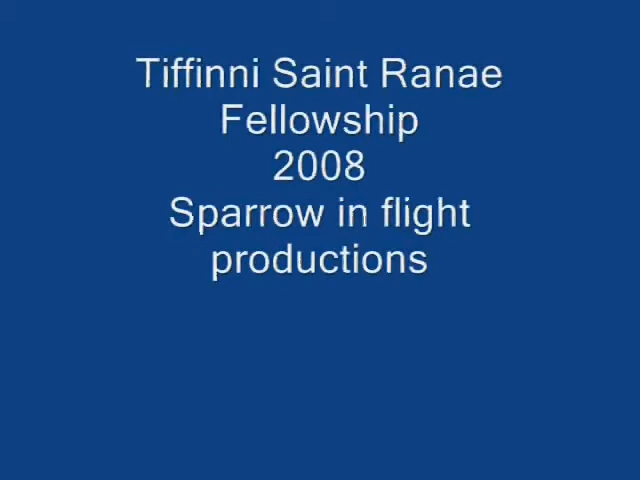 Tiffinni Saint Ranae
Fellowship
2008
Sparrow in flight
productions